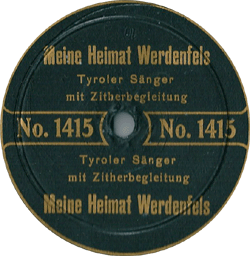 Meine Heimat Werdenfels
Tyroler Sänger
mit Zitherbegleitung
No. 1415 No. 1415
Tyroler Sänger
mit Zitherbegleitung
Meine Heimat Werdenfels